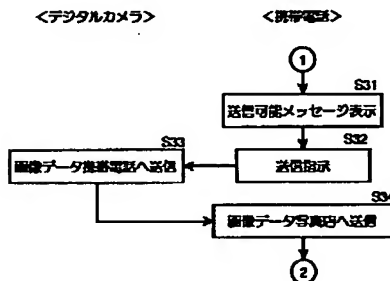 <デジタルカメラ> <携帯電話>
1
S31
送信可能メッセージ表示
S32
送信指示
S33
画像データ携帯電話へ送信
S34
画像データ写真店へ送信
2